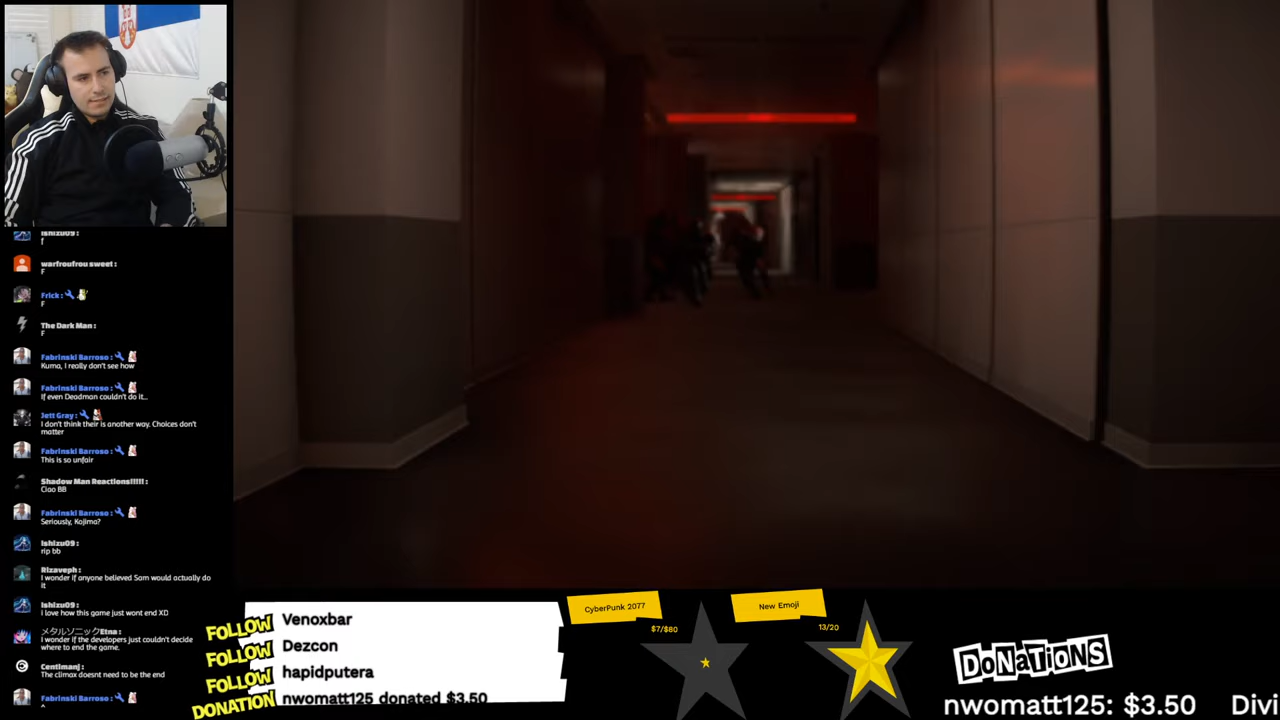 Ishizu09 :
f
warfroufrou sweet :
F
Frick :
F
The Dark Man :
F
Fabrinski Barroso :
Kuma, I really don't see how
Fabrinski Barroso :
If even Deadman couldn't do it...
Jett Gray :
I don't think their is another way. Choices don't
matter
Fabrinski Barroso :
This is so unfair
Shadow Man Reactions!!!!! :
Ciao BB
Fabrinski Barroso :
Seriously, Kojima?
Ishizu09 :
rip bb
Rizaveph :
I wonder if anyone believed Sam would actually do
it
Ishizu09 :
I love how this game just wont end XD
メタルソニックEtna :
I wonder if the developers just couldn't decide
where to end the game.
Centimanj :
The climax doesnt need to be the end
Fabrinski Barroso :
^
FOLLOW Venoxbar
FOLLOW Dezcon
FOLLOW hapidputera
DONATION nwomatt125 donated $3.50
CyberPunk 2077
$7/$80
New Emoji
13/20
DONATIONS
nwomatt125: $3.50 Divi